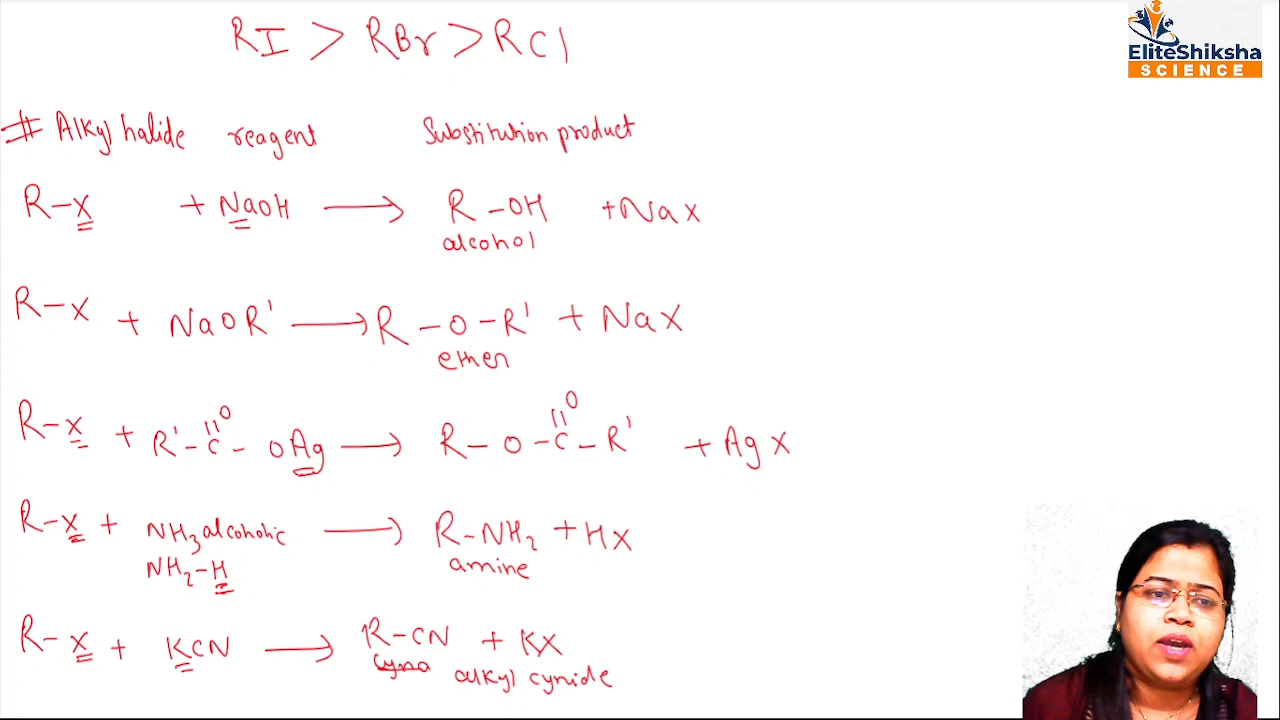 RI > RBr > RCl
EliteShiksha
SCIENCE
# Alkyl halide reagent Substitution product
R-X + NaOH → R-OH + NaX
alcohol
R-X + NaOR' → R-O-R' + NaX
ether
O O
R-X + R'-C-OAg → R-O-C-R' + AgX
R-X + NH3 alcoholic → R-NH2 + HX
NH2-H amine
R-X + KCN → R-CN + KX
alkyl cynide